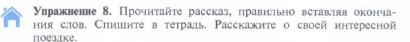 Упражнение 8. Прочитайте рассказ, правильно вставляя оконча-
ния слов. Спишите в тетрадь. Расскажите о своей интересной
поездке.